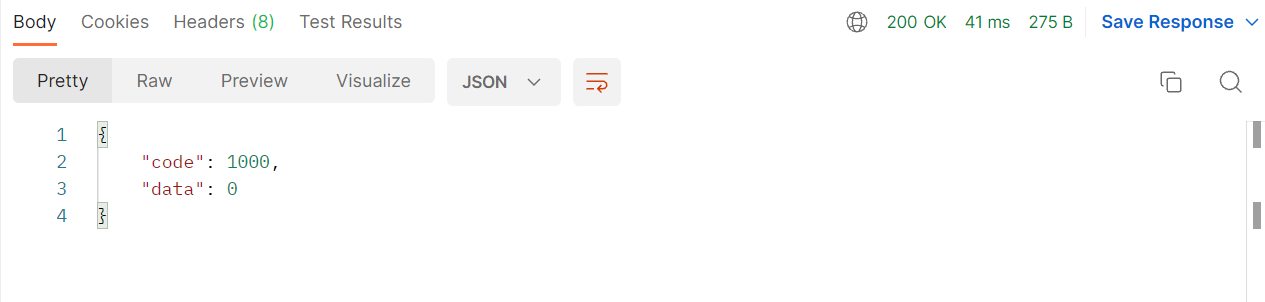 Body Cookies Headers (8) Test Results 200 OK 41 ms 275 B Save Response
Pretty Raw Preview Visualize JSON
1 {
2 "code": 1000,
3 "data": 0
4 }